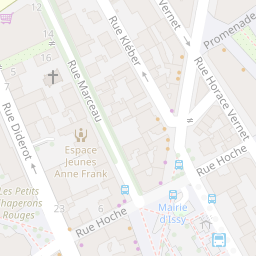 Rue Kléber
Vernet
Promenade
Rue Marceau
Rue Horace Vernet
12
5
16
14
Rue Diderot
Espace
Jeunes
Anne Frank
Rue Hoche
Les Petits
Chaperons
Rouges
23
6
Rue Hoche
Mairie
d'Issy